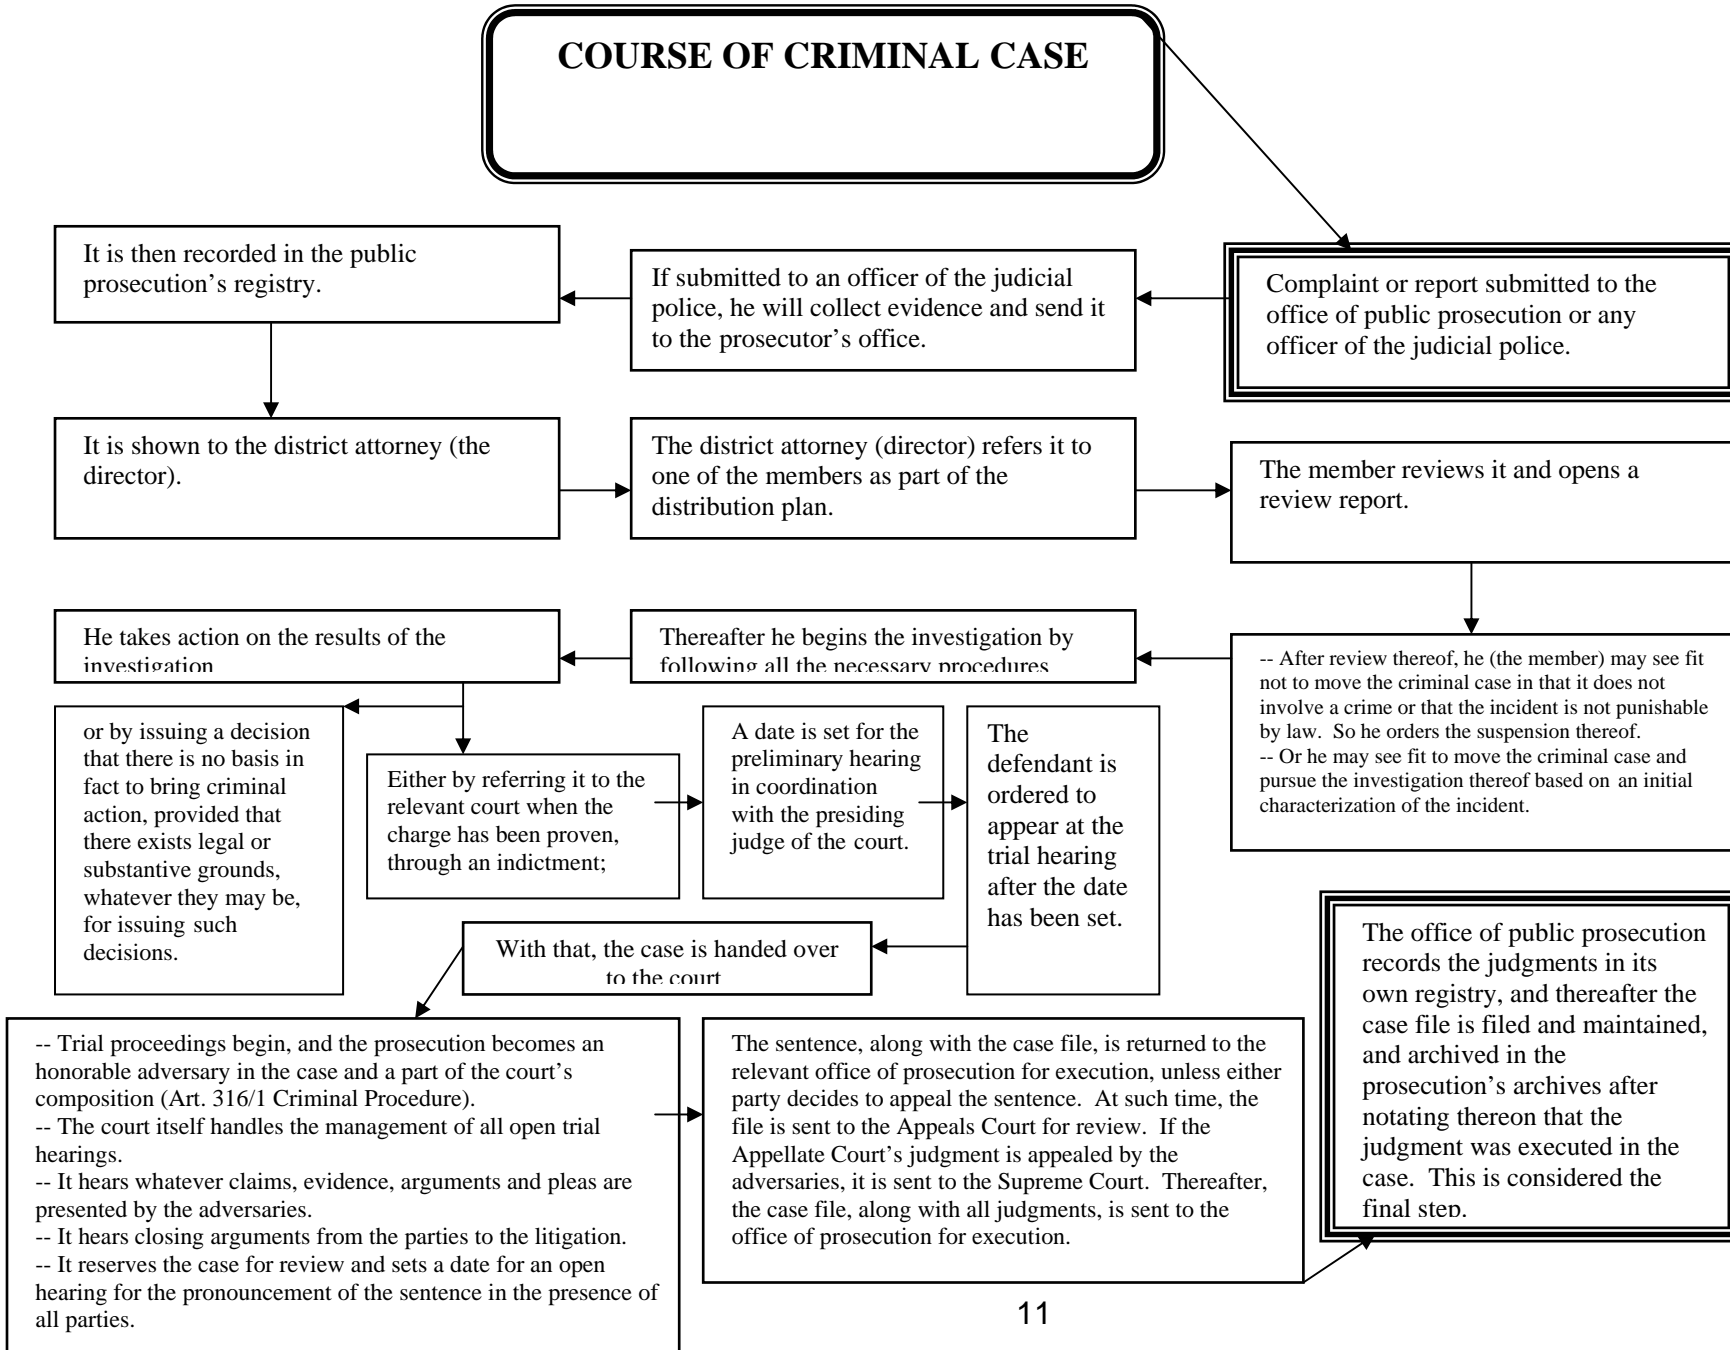 COURSE OF CRIMINAL CASE
Complaint or report submitted to the
office of public prosecution or any
officer of the judicial police.
If submitted to an officer of the judicial
police, he will collect evidence and send it
to the prosecutor’s office.
It is then recorded in the public
prosecution’s registry.
It is shown to the district attorney (the
director).
The district attorney (director) refers it to
one of the members as part of the
distribution plan.
The member reviews it and opens a
review report.
-- After review thereof, he (the member) may see fit
not to move the criminal case in that it does not
involve a crime or that the incident is not punishable
by law.  So he orders the suspension thereof.
-- Or he may see fit to move the criminal case and
pursue the investigation thereof based on an initial
characterization of the incident.
Thereafter he begins the investigation by
following all the necessary procedures
He takes action on the results of the
investigation
Either by referring it to the
relevant court when the
charge has been proven,
through an indictment;
or by issuing a decision
that there is no basis in
fact to bring criminal
action, provided that
there exists legal or
substantive grounds,
whatever they may be,
for issuing such
decisions.
A date is set for the
preliminary hearing
in coordination
with the presiding
judge of the court.
The
defendant is
ordered to
appear at the
trial hearing
after the date
has been set.
With that, the case is handed over
to the court
-- Trial proceedings begin, and the prosecution becomes an
honorable adversary in the case and a part of the court’s
composition (Art. 316/1 Criminal Procedure).
-- The court itself handles the management of all open trial
hearings.
-- It hears whatever claims, evidence, arguments and pleas are
presented by the adversaries.
-- It hears closing arguments from the parties to the litigation.
-- It reserves the case for review and sets a date for an open
hearing for the pronouncement of the sentence in the presence of
all parties.
The sentence, along with the case file, is returned to the
relevant office of prosecution for execution, unless either
party decides to appeal the sentence.  At such time, the
file is sent to the Appeals Court for review.  If the
Appellate Court’s judgment is appealed by the
adversaries, it is sent to the Supreme Court.  Thereafter,
the case file, along with all judgments, is sent to the
office of prosecution for execution.
The office of public prosecution
records the judgments in its
own registry, and thereafter the
case file is filed and maintained,
and archived in the
prosecution’s archives after
notating thereon that the
judgment was executed in the
case.  This is considered the
final step.
11